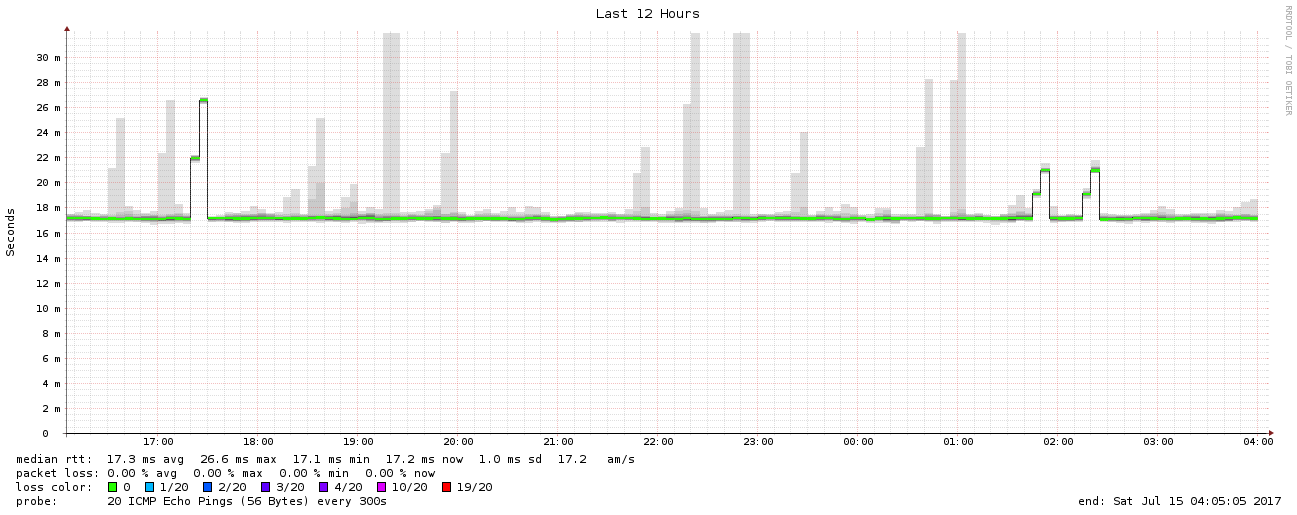 Last 12 Hours
RRDTOOL / TOBI OETIKER
Seconds
30 m
28 m
26 m
24 m
22 m
20 m
18 m
16 m
14 m
12 m
10 m
8 m
6 m
4 m
2 m
0
17:00 18:00 19:00 20:00 21:00 22:00 23:00 00:00 01:00 02:00 03:00 04:00
median rtt: 17.3 ms avg 26.6 ms max 17.1 ms min 17.2 ms now 1.0 ms sd 17.2 am/s
packet loss: 0.00 % avg 0.00 % max 0.00 % min 0.00 % now
loss color: 0 1/20 2/20 3/20 4/20 10/20 19/20
probe: 20 ICMP Echo Pings (56 Bytes) every 300s end: Sat Jul 15 04:05:05 2017